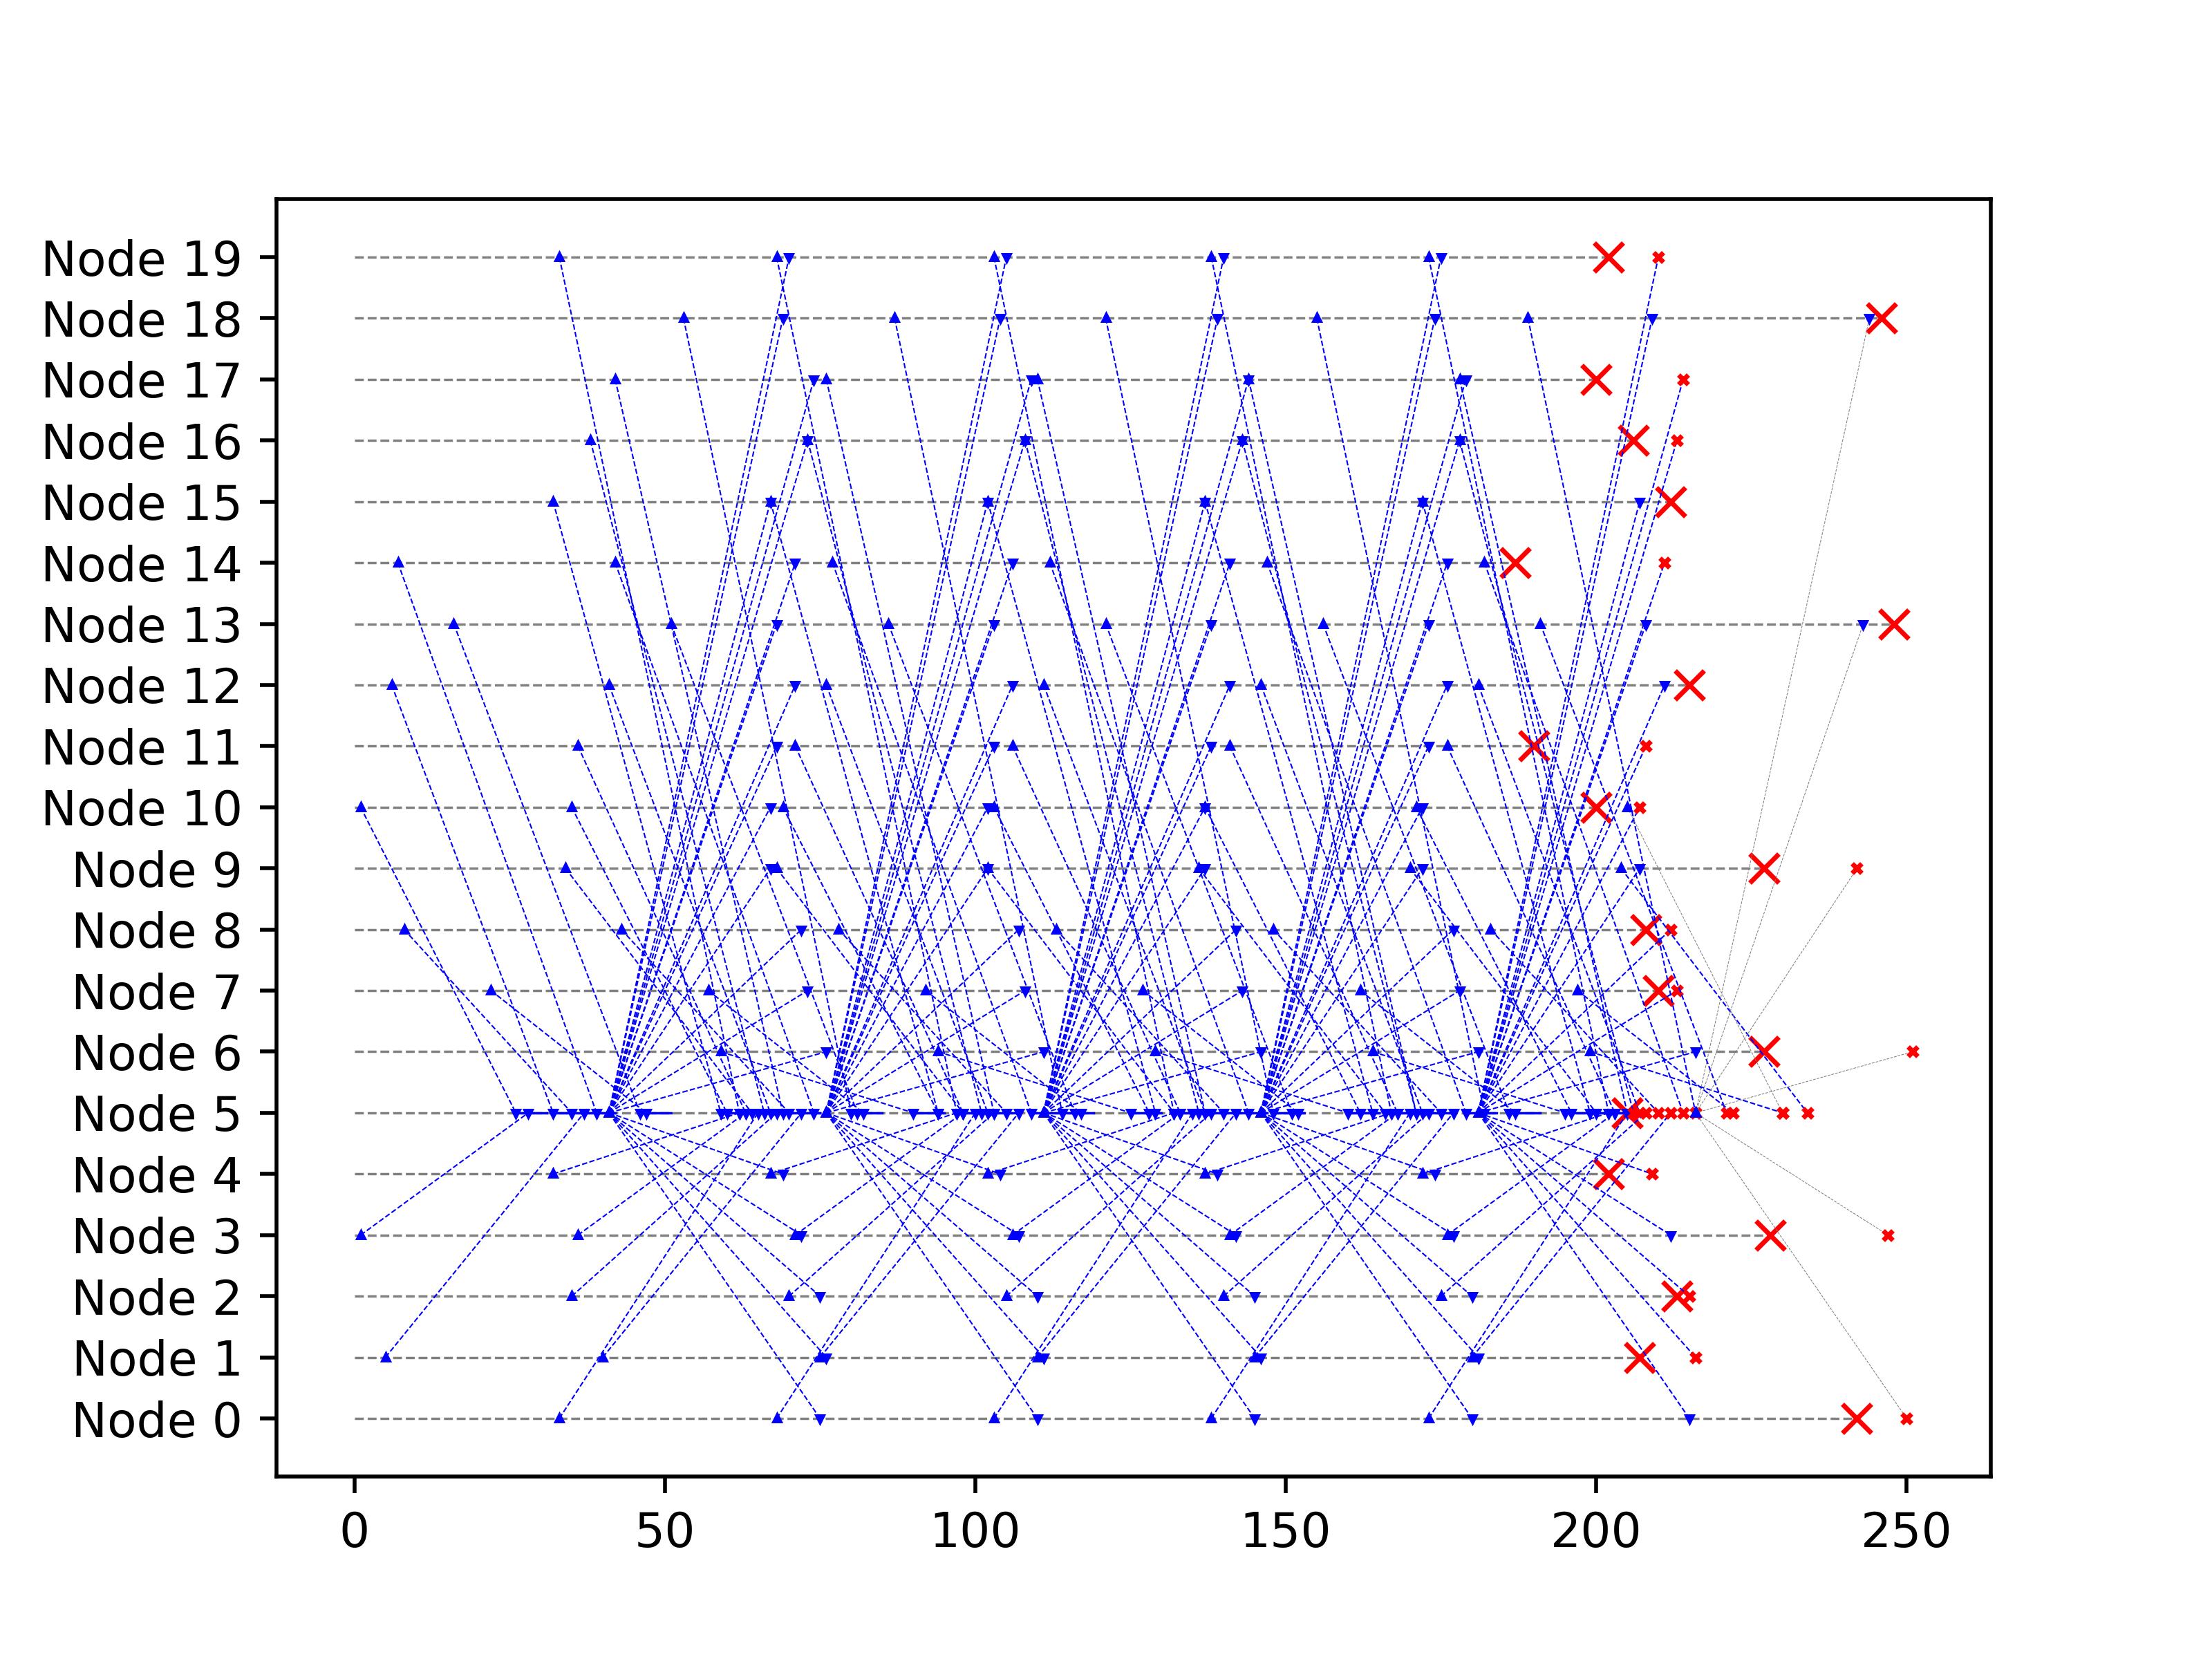 Node 19
Node 18
Node 17
Node 16
Node 15
Node 14
Node 13
Node 12
Node 11
Node 10
Node 9
Node 8
Node 7
Node 6
Node 5
Node 4
Node 3
Node 2
Node 1
Node 0
0 50 100 150 200 250